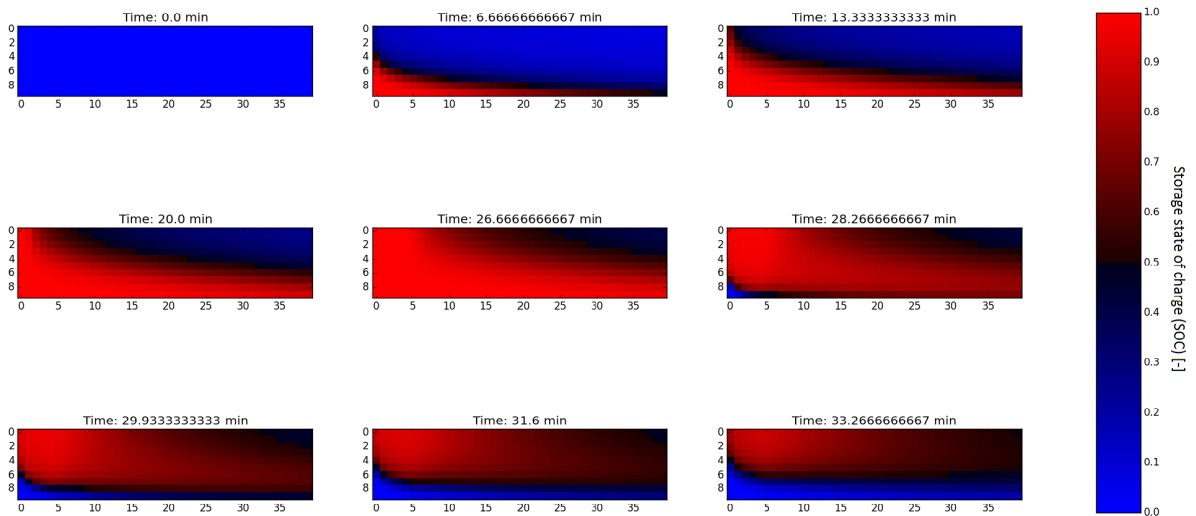 Time: 0.0 min
0
2
4
6
8
0 5 10 15 20 25 30 35
Time: 6.66666666667 min
0
2
4
6
8
0 5 10 15 20 25 30 35
Time: 13.3333333333 min
0
2
4
6
8
0 5 10 15 20 25 30 35
Time: 20.0 min
0
2
4
6
8
0 5 10 15 20 25 30 35
Time: 26.6666666667 min
0
2
4
6
8
0 5 10 15 20 25 30 35
Time: 28.2666666667 min
0
2
4
6
8
0 5 10 15 20 25 30 35
Time: 29.9333333333 min
0
2
4
6
8
0 5 10 15 20 25 30 35
Time: 31.6 min
0
2
4
6
8
0 5 10 15 20 25 30 35
Time: 33.2666666667 min
0
2
4
6
8
0 5 10 15 20 25 30 35
1.0
0.9
0.8
0.7
0.6
0.5
0.4
0.3
0.2
0.1
0.0
Storage state of charge (SOC) [-]